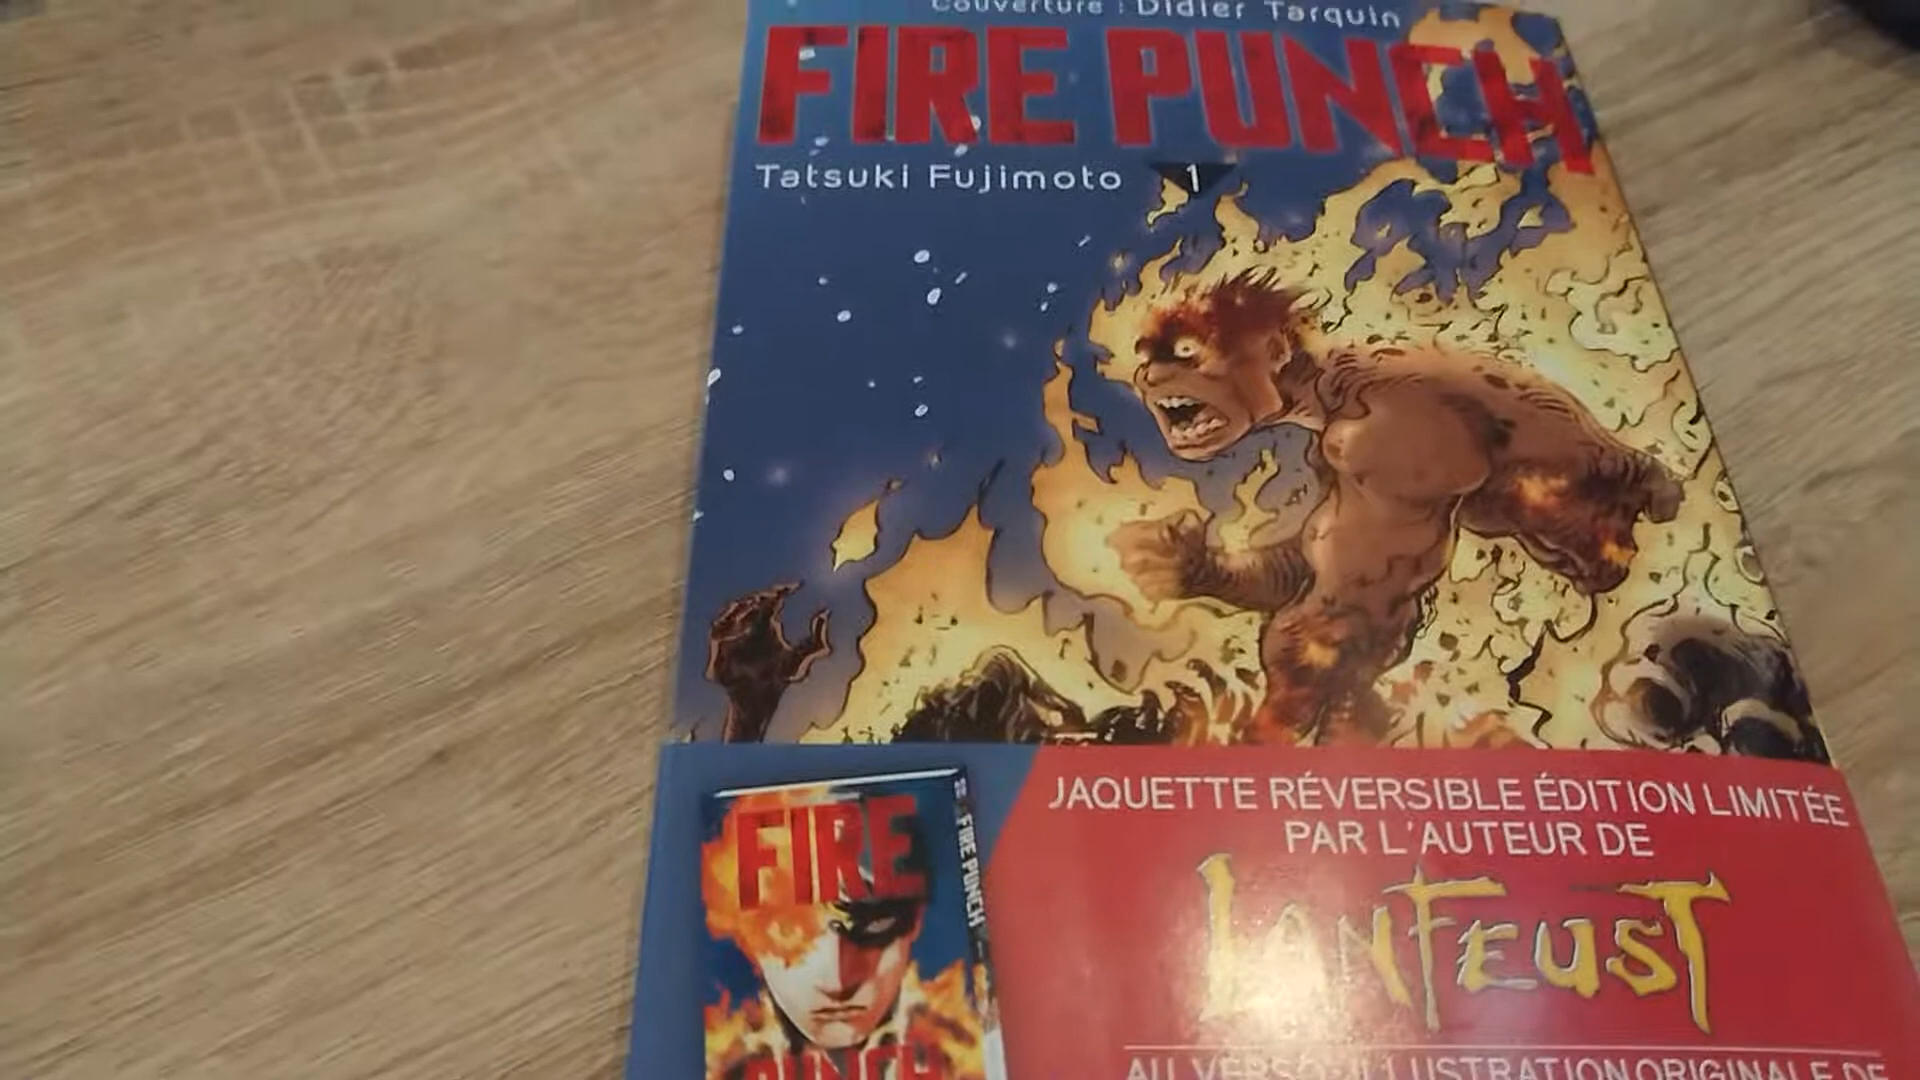 Couverture : Didier Tarquin
FIRE PUNCH
Tatsuki Fujimoto 1
JAQUETTE RÉVERSIBLE ÉDITION LIMITÉE
PAR L'AUTEUR DE
LANFEUST
AU VERSO : ILLUSTRATION ORIGINALE DE
FIRE
PUNCH
FIRE PUNCH